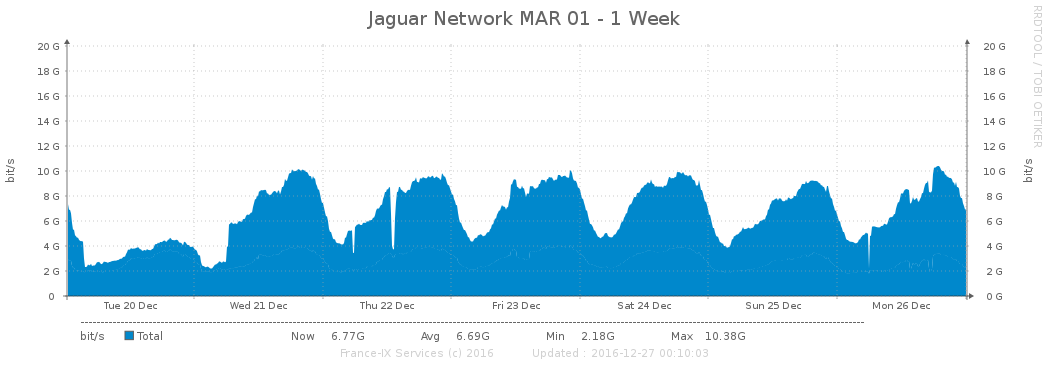 Jaguar Network MAR 01 - 1 Week
RRDTOOL / TOBI OETIKER
bit/s
bit/s
20 G 20 G
18 G 18 G
16 G 16 G
14 G 14 G
12 G 12 G
10 G 10 G
8 G 8 G
6 G 6 G
4 G 4 G
2 G 2 G
0 0 G
Tue 20 Dec Wed 21 Dec Thu 22 Dec Fri 23 Dec Sat 24 Dec Sun 25 Dec Mon 26 Dec
bit/s Total Now 6.77G Avg 6.69G Min 2.18G Max 10.38G
France-IX Services (c) 2016 Updated : 2016-12-27 00:10:03